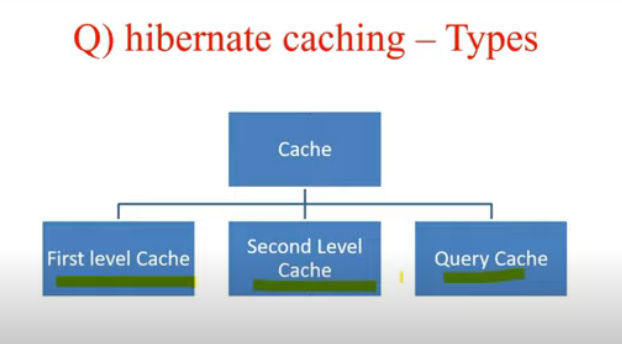 Q) hibernate caching – Types
Cache
First level Cache
Second Level
Cache
Query Cache